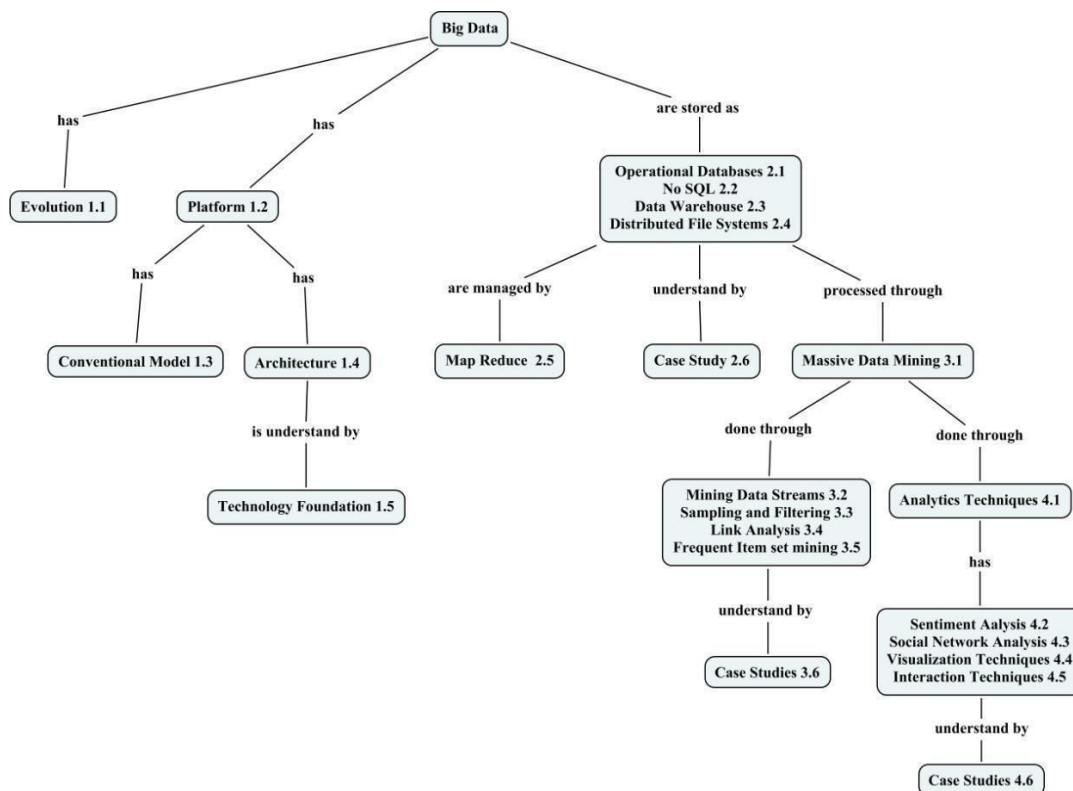 Big Data
has
has
are stored as
Evolution 1.1
Platform 1.2
Operational Databases 2.1
No SQL 2.2
Data Warehouse 2.3
Distributed File Systems 2.4
has
has
are managed by
understand by
processed through
Conventional Model 1.3
Architecture 1.4
Map Reduce 2.5
Case Study 2.6
Massive Data Mining 3.1
is understand by
done through
done through
Technology Foundation 1.5
Mining Data Streams 3.2
Sampling and Filtering 3.3
Link Analysis 3.4
Frequent Item set mining 3.5
Analytics Techniques 4.1
has
understand by
Sentiment Aalysis 4.2
Social Network Analysis 4.3
Visualization Techniques 4.4
Interaction Techniques 4.5
Case Studies 3.6
understand by
Case Studies 4.6